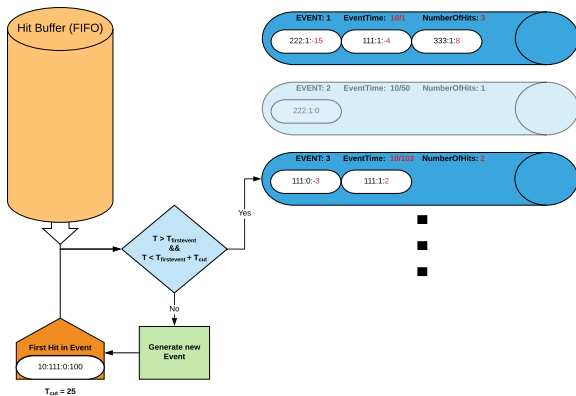 Hit Buffer (FIFO)
EVENT: 1 EventTime: 10/1 NumberOfHits: 3
222:1:-15 111:1:-4 333:1:8
EVENT: 2 EventTime: 10/50 NumberOfHits: 1
222:1:0
EVENT: 3 EventTime: 10/103 NumberOfHits: 2
111:0:-3 111:1:2
Yes
T > Tfirstevent
&&
T < Tfirstevent + Tcut
No
Generate new
Event
First Hit in Event
10:111:0:100
Tcut = 25